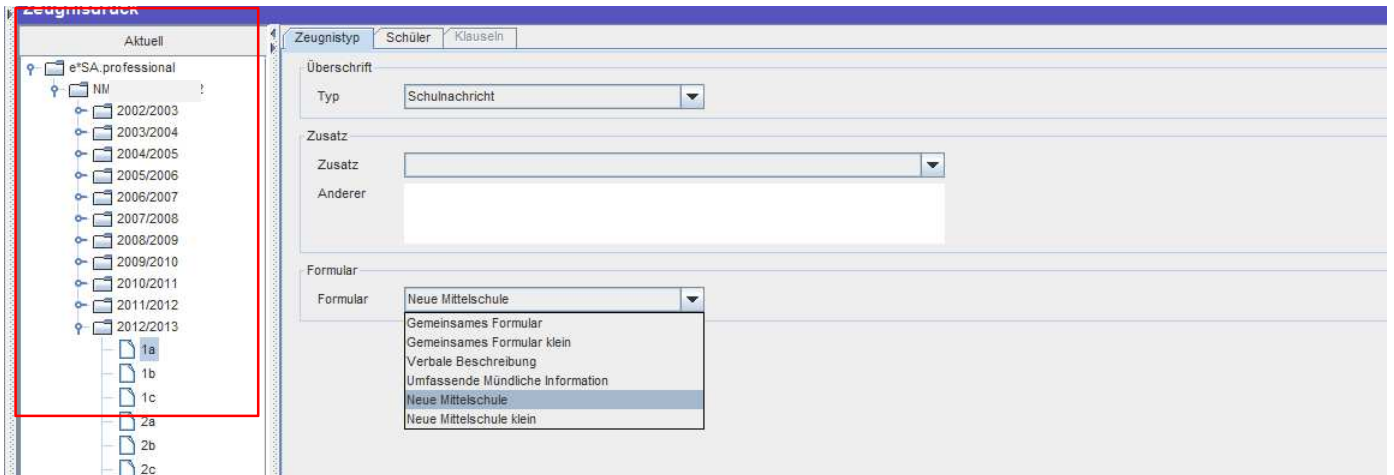 Zeugnisdruck
Aktuell
e*SA.professional
2002/2003
2003/2004
2004/2005
2005/2006
2006/2007
2007/2008
2008/2009
2009/2010
2010/2011
2011/2012
2012/2013
1a
1b
1c
2a
2b
2c
Zeugnistyp Schüler Klauseln
Überschrift
Typ Schulnachricht
Zusatz
Zusatz
Anderer
Formular
Formular Neue Mittelschule
Gemeinsames Formular
Gemeinsames Formular klein
Verbale Beschreibung
Umfassende Mündliche Information
Neue Mittelschule
Neue Mittelschule klein